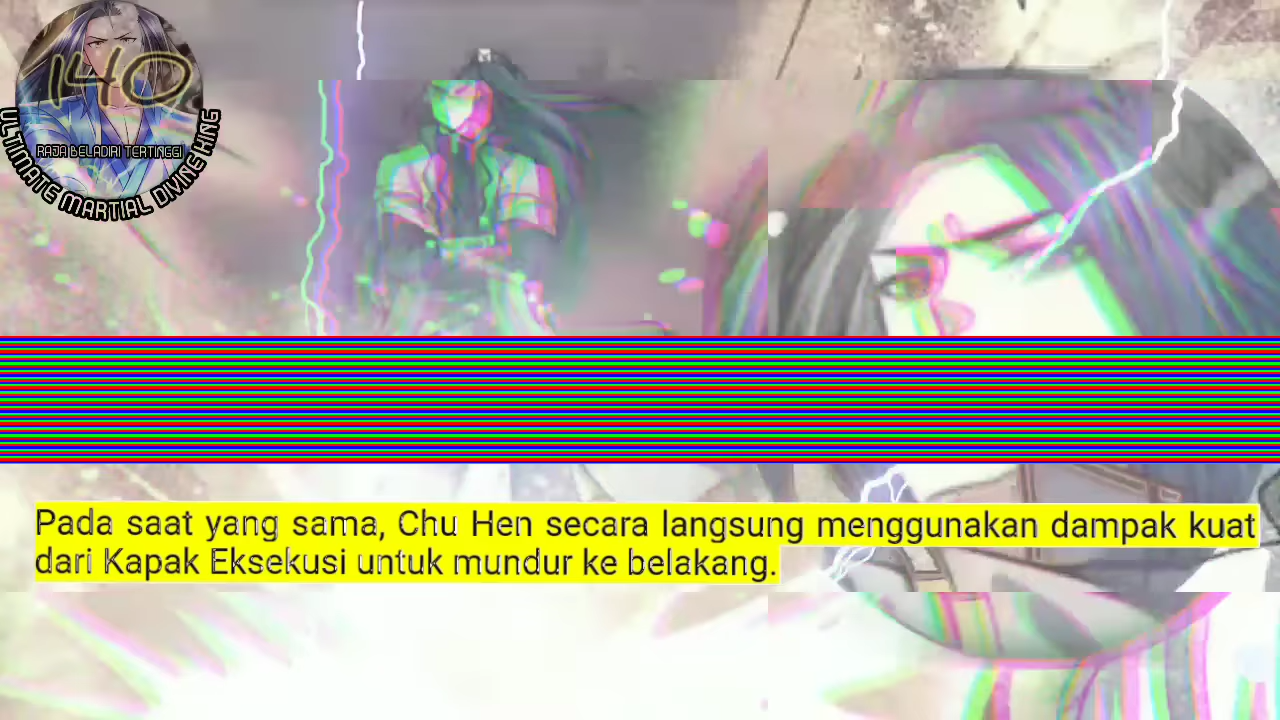 140
RAJA BELADIRI TERTINGGI
ULTIMATE MARTIAL DIVINE KING
Pada saat yang sama, Chu Hen secara langsung menggunakan dampak kuat
dari Kapak Eksekusi untuk mundur ke belakang.